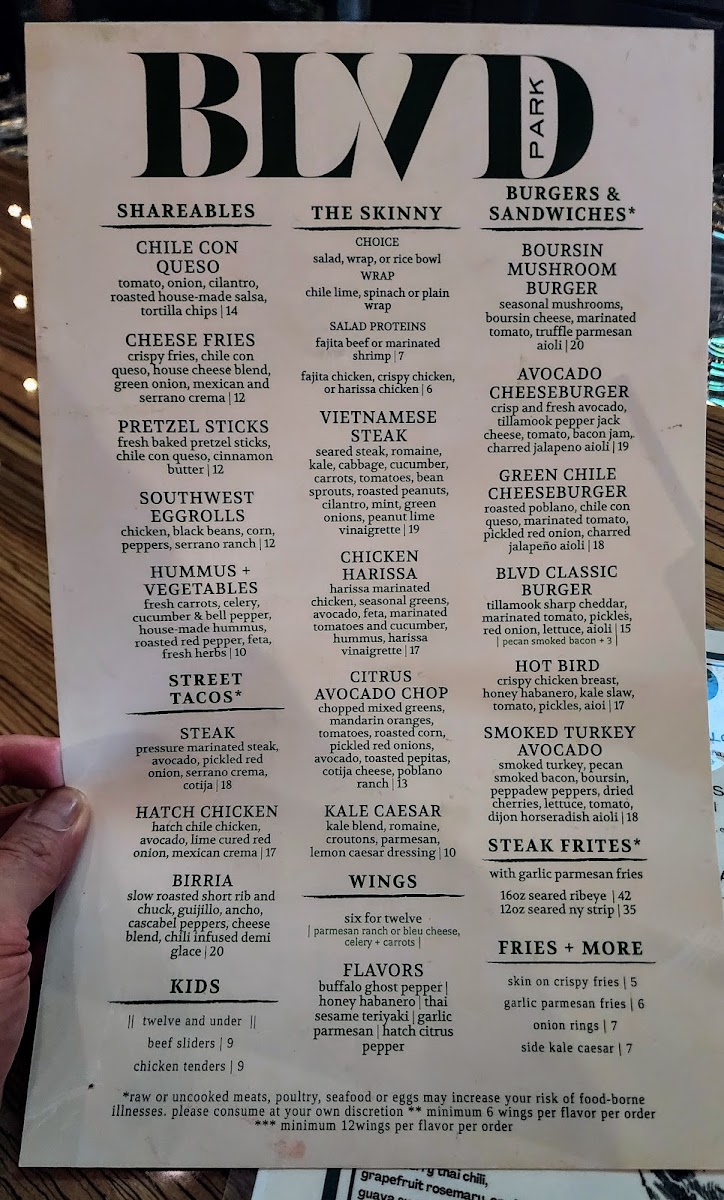 BLVD
PARK
SHAREABLES
CHILE CON
QUESO
tomato, onion, cilantro,
roasted house-made salsa,
tortilla chips | 14
CHEESE FRIES
crispy fries, chile con
queso, house cheese blend,
green onion, mexican and
serrano crema | 12
PRETZEL STICKS
fresh baked pretzel sticks,
chile con queso, cinnamon
butter | 12
SOUTHWEST
EGGROLLS
chicken, black beans, corn,
peppers, serrano ranch | 12
HUMMUS +
VEGETABLES
fresh carrots, celery,
cucumber & bell pepper,
house-made hummus,
roasted red pepper, feta,
fresh herbs | 10
STREET
TACOS*
STEAK
pressure marinated steak,
avocado, pickled red
onion, serrano crema,
cotija | 18
HATCH CHICKEN
hatch chile chicken,
avocado, lime cured red
onion, mexican crema | 17
BIRRIA
slow roasted short rib and
chuck, guijillo, ancho,
cascabel peppers, cheese
blend, chili infused demi
glace | 20
KIDS
|| twelve and under ||
beef sliders | 9
chicken tenders | 9
THE SKINNY
CHOICE
salad, wrap, or rice bowl
WRAP
chile lime, spinach or plain
wrap
SALAD PROTEINS
fajita beef or marinated
shrimp | 7
fajita chicken, crispy chicken,
or harissa chicken | 6
VIETNAMESE
STEAK
seared steak, romaine,
kale, cabbage, cucumber,
carrots, tomatoes, bean
sprouts, roasted peanuts,
cilantro, mint, green
onions, peanut lime
vinaigrette | 19
CHICKEN
HARISSA
harissa marinated
chicken, seasonal greens,
avocado, feta, marinated
tomatoes and cucumber,
hummus, harissa
vinaigrette | 17
CITRUS
AVOCADO CHOP
chopped mixed greens,
mandarin oranges,
tomatoes, roasted corn,
pickled red onions,
avocado, toasted pepitas,
cotija cheese, poblano
ranch | 13
KALE CAESAR
kale blend, romaine,
croutons, parmesan,
lemon caesar dressing | 10
WINGS
six for twelve
| parmesan ranch or bleu cheese,
celery + carrots |
FLAVORS
buffalo ghost pepper |
honey habanero | thai
sesame teriyaki | garlic
parmesan | hatch citrus
pepper
BURGERS &
SANDWICHES*
BOURSIN
MUSHROOM
BURGER
seasonal mushrooms,
boursin cheese, marinated
tomato, truffle parmesan
aioli | 20
AVOCADO
CHEESEBURGER
crisp and fresh avocado,
tillamook pepper jack
cheese, tomato, bacon jam,
charred jalapeno aioli | 19
GREEN CHILE
CHEESEBURGER
roasted poblano, chile con
queso, marinated tomato,
pickled red onion, charred
jalapeño aioli | 18
BLVD CLASSIC
BURGER
tillamook sharp cheddar,
marinated tomato, pickles,
red onion, lettuce, aioli | 15
| pecan smoked bacon + 3 |
HOT BIRD
crispy chicken breast,
honey habanero, kale slaw,
tomato, pickles, aioi | 17
SMOKED TURKEY
AVOCADO
smoked turkey, pecan
smoked bacon, boursin,
peppadew peppers, dried
cherries, lettuce, tomato,
dijon horseradish aioli | 18
STEAK FRITES*
with garlic parmesan fries
16oz seared ribeye | 42
12oz seared ny strip | 35
FRIES + MORE
skin on crispy fries | 5
garlic parmesan fries | 6
onion rings | 7
side kale caesar | 7
*raw or uncooked meats, poultry, seafood or eggs may increase your risk of food-borne
illnesses. please consume at your own discretion ** minimum 6 wings per flavor per order
*** minimum 12wings per flavor per order
thai chili,
grapefruit rosemary
guava